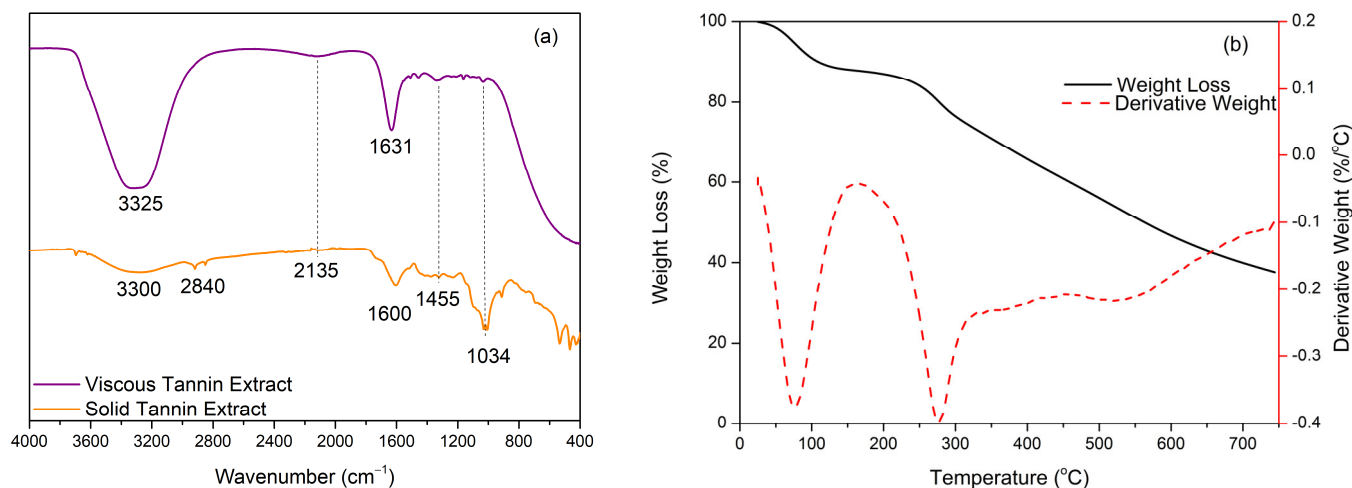 (a)
3325
1631
3300
2840
2135
1600
1455
1034
Viscous Tannin Extract
Solid Tannin Extract
4000 3600 3200 2800 2400 2000 1600 1200 800 400
Wavenumber (cm⁻¹)
(b)
Weight Loss
Derivative Weight
100
80
60
40
20
0
Weight Loss (%)
0.2
0.1
0.0
-0.1
-0.2
-0.3
-0.4
Derivative Weight (%/°C)
0 100 200 300 400 500 600 700
Temperature (°C)